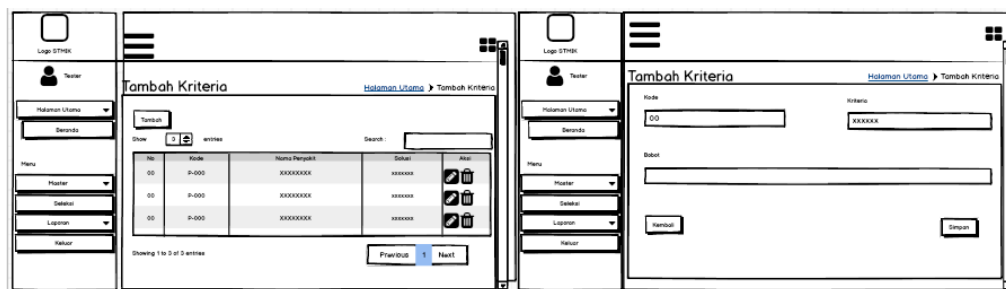 Logo STMIK
Tester
Halaman Utama
Beranda
Menu
Master
Seleksi
Laporan
Keluar
Tambah Kriteria
Halaman Utama Tambah Kriteria
Tambah
Show 3 entries
Search :
No Kode Nama Penyakit Solusi Aksi
00 P-000 XXXXXXXXX XXXXXXX
00 P-000 XXXXXXXXX XXXXXXX
00 P-000 XXXXXXXXX XXXXXXX
Showing 1 to 3 of 3 entries
Previous 1 Next
Logo STMIK
Tester
Halaman Utama
Beranda
Menu
Master
Seleksi
Laporan
Keluar
Tambah Kriteria
Halaman Utama Tambah Kriteria
Kode
00
Kriteria
XXXXXX
Bobot
Kembali
Simpan